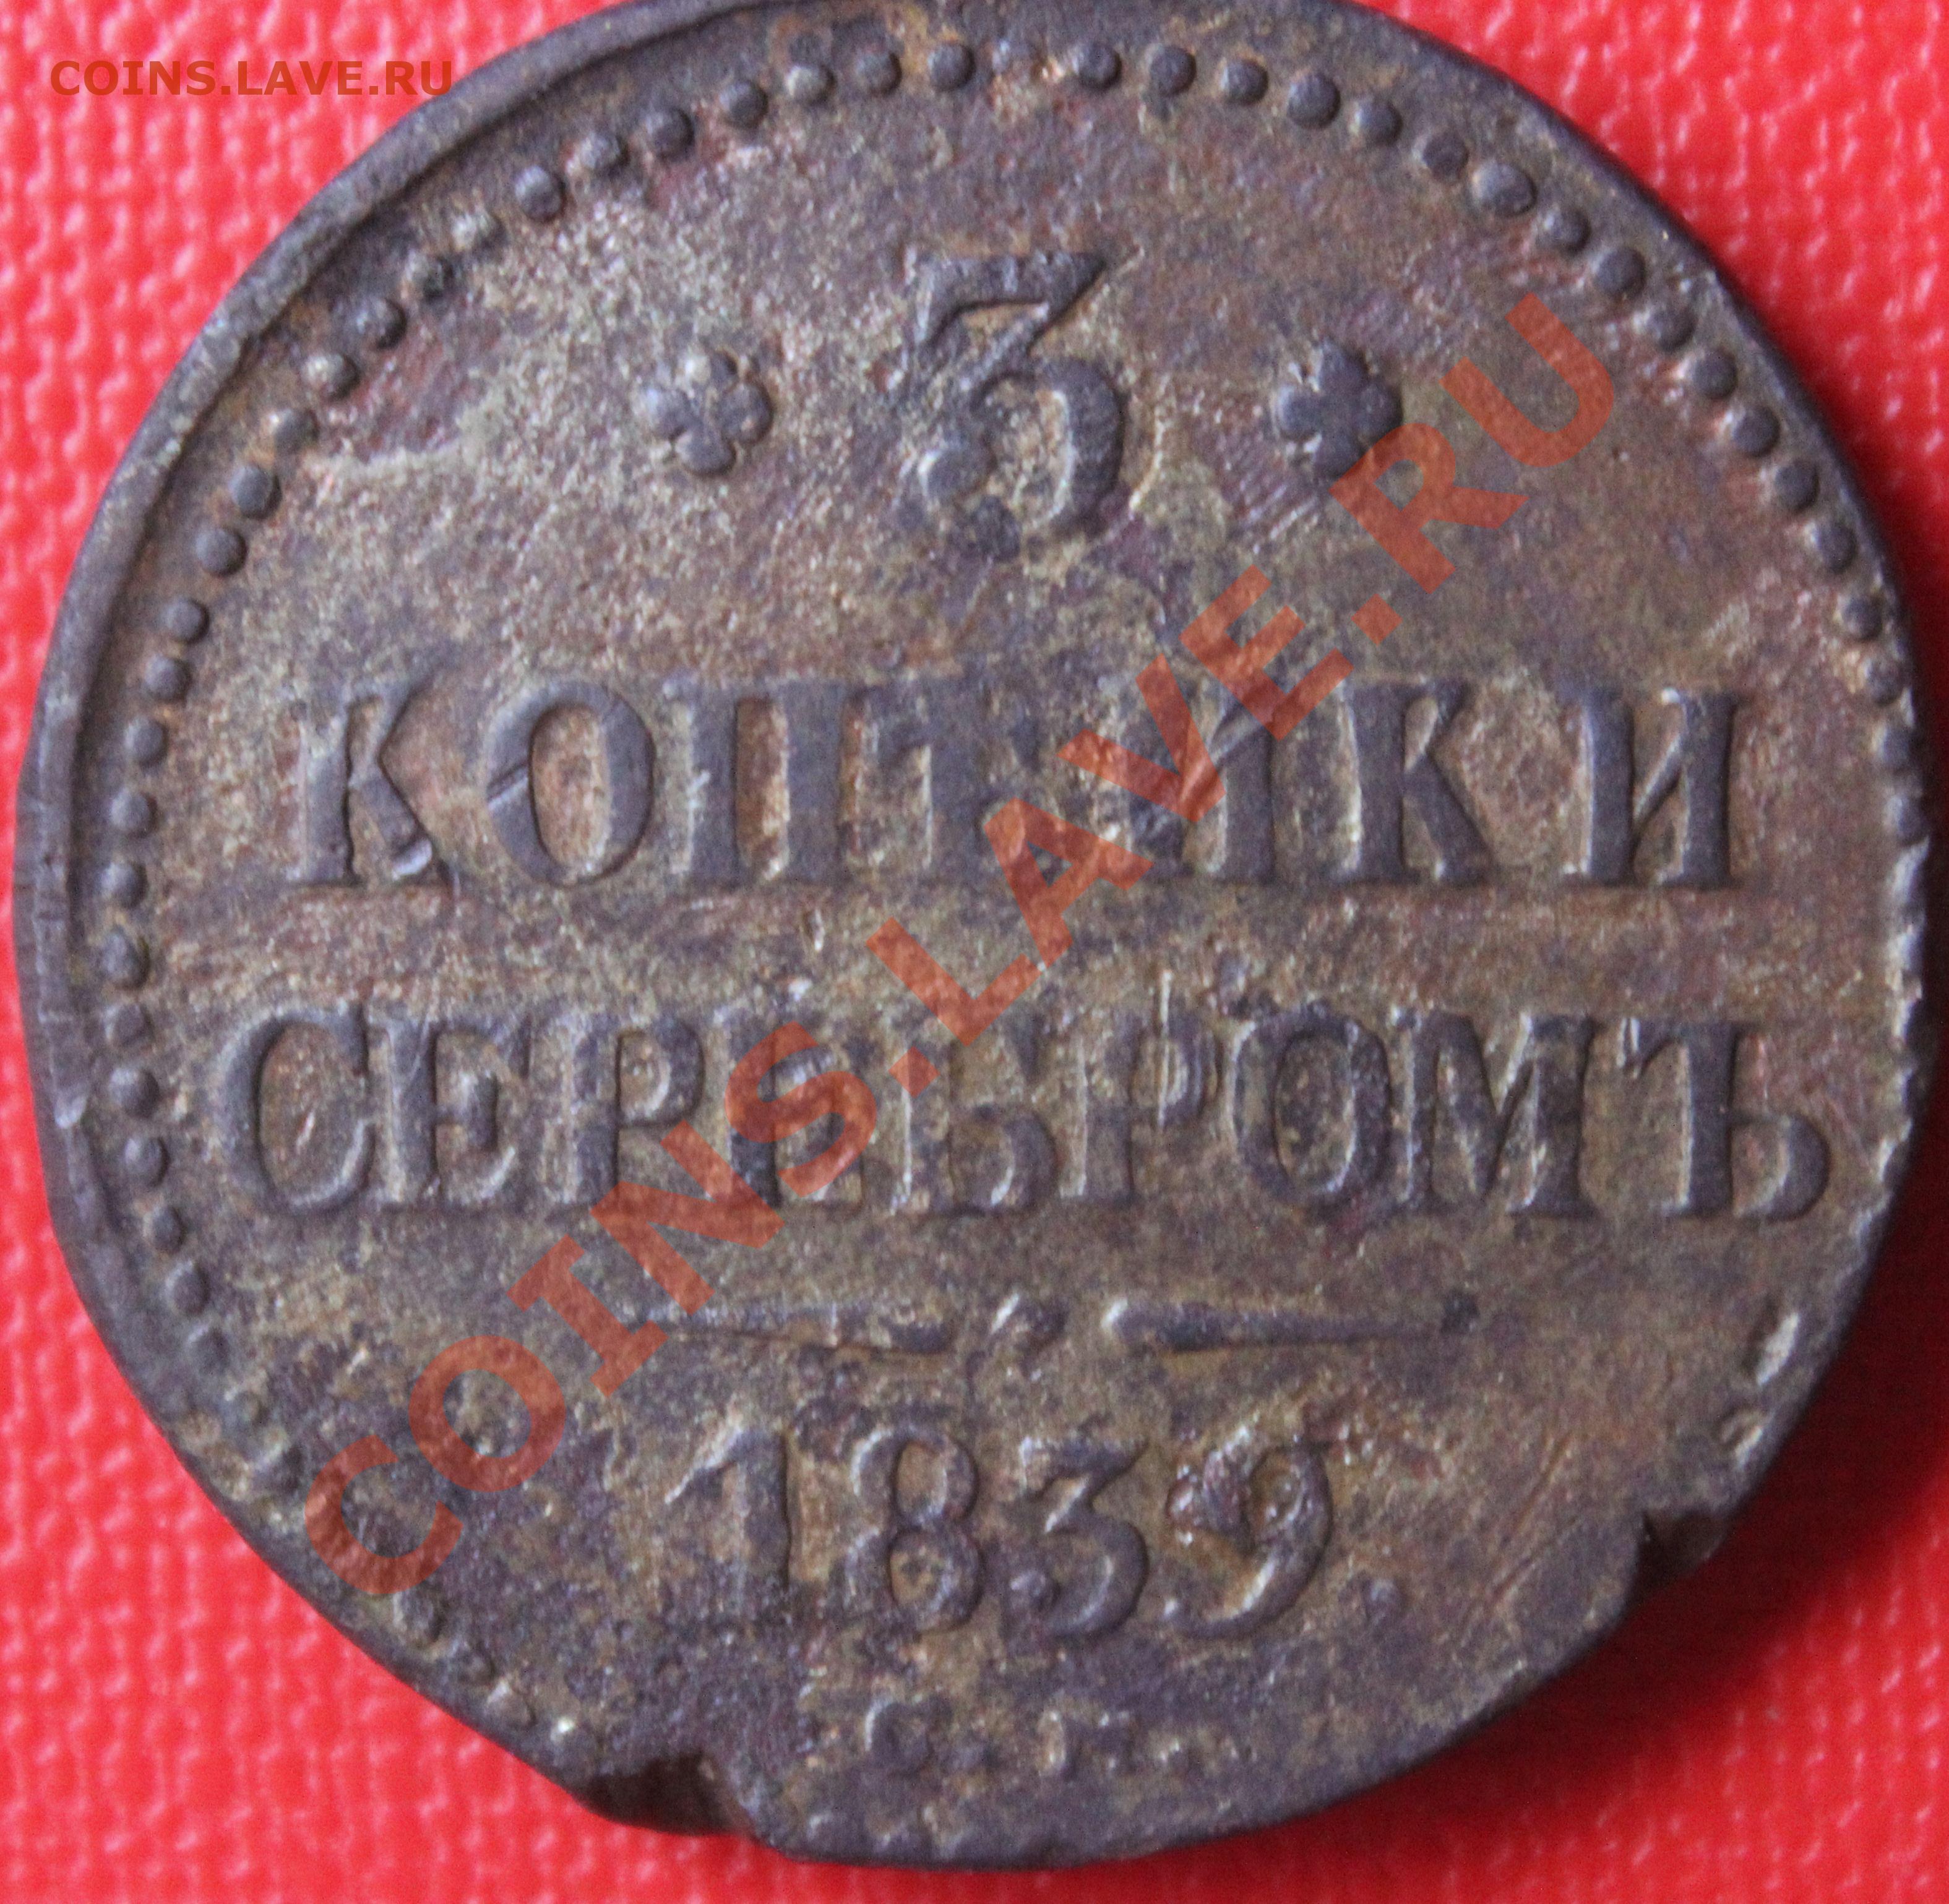 COINS.LAVE.RU
3
КОПѢЙКИ
СЕРЕБРОМЪ
1839.
COINS.LAVE.RU